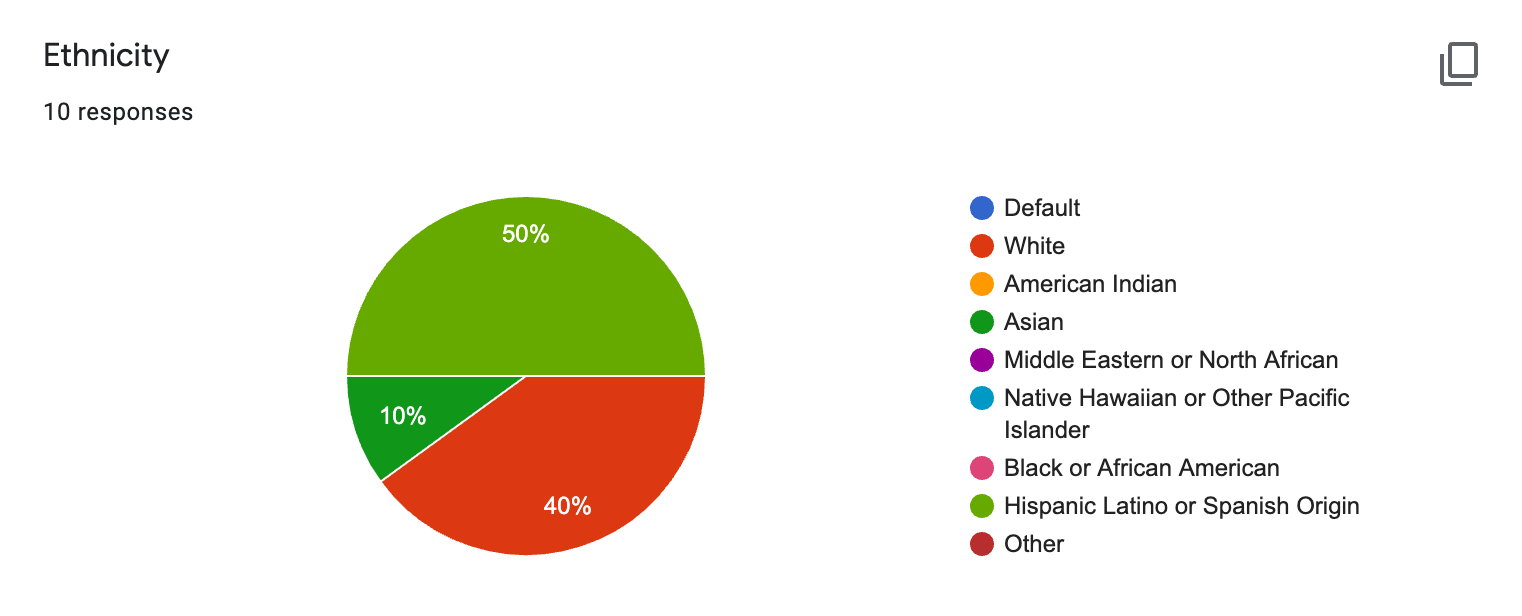 Ethnicity
10 responses
50%
10%
40%
Default
White
American Indian
Asian
Middle Eastern or North African
Native Hawaiian or Other Pacific
Islander
Black or African American
Hispanic Latino or Spanish Origin
Other